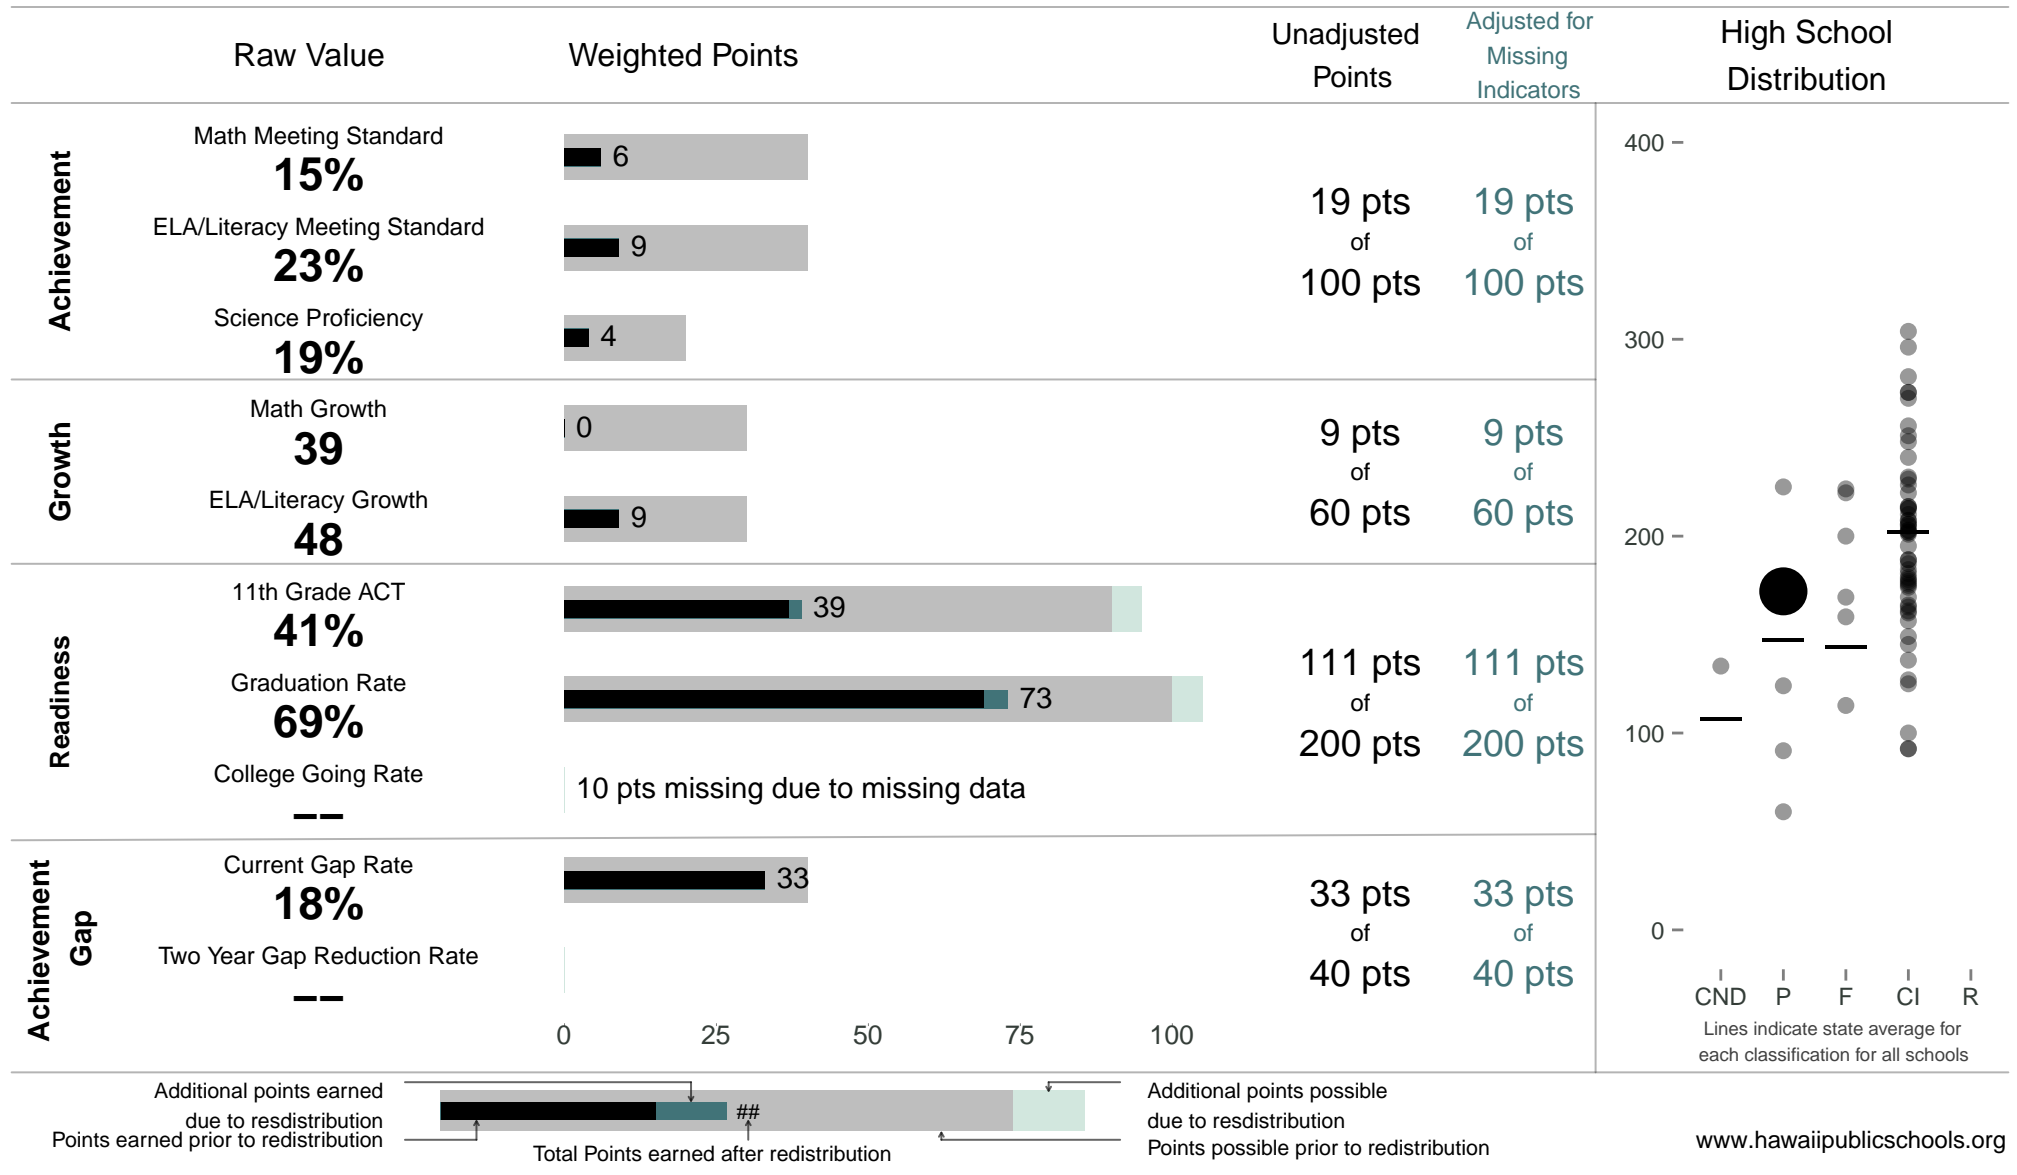 Raw Value
Weighted Points
Unadjusted
Points
Adjusted for
Missing
Indicators
High School
Distribution
Achievement
Math Meeting Standard
15%
6
ELA/Literacy Meeting Standard
23%
9
Science Proficiency
19%
4
19 pts
of
100 pts
19 pts
of
100 pts
Growth
Math Growth
39
0
ELA/Literacy Growth
48
9
9 pts
of
60 pts
9 pts
of
60 pts
Readiness
11th Grade ACT
41%
39
Graduation Rate
69%
73
College Going Rate
--
10 pts missing due to missing data
111 pts
of
200 pts
111 pts
of
200 pts
Achievement
Gap
Current Gap Rate
18%
33
Two Year Gap Reduction Rate
--
33 pts
of
40 pts
33 pts
of
40 pts
0 25 50 75 100
400
300
200
100
0
CND P F CI R
Lines indicate state average for
each classification for all schools
Additional points earned
due to resdistribution
Points earned prior to redistribution
##
Total Points earned after redistribution
Additional points possible
due to resdistribution
Points possible prior to redistribution
www.hawaiipublicschools.org